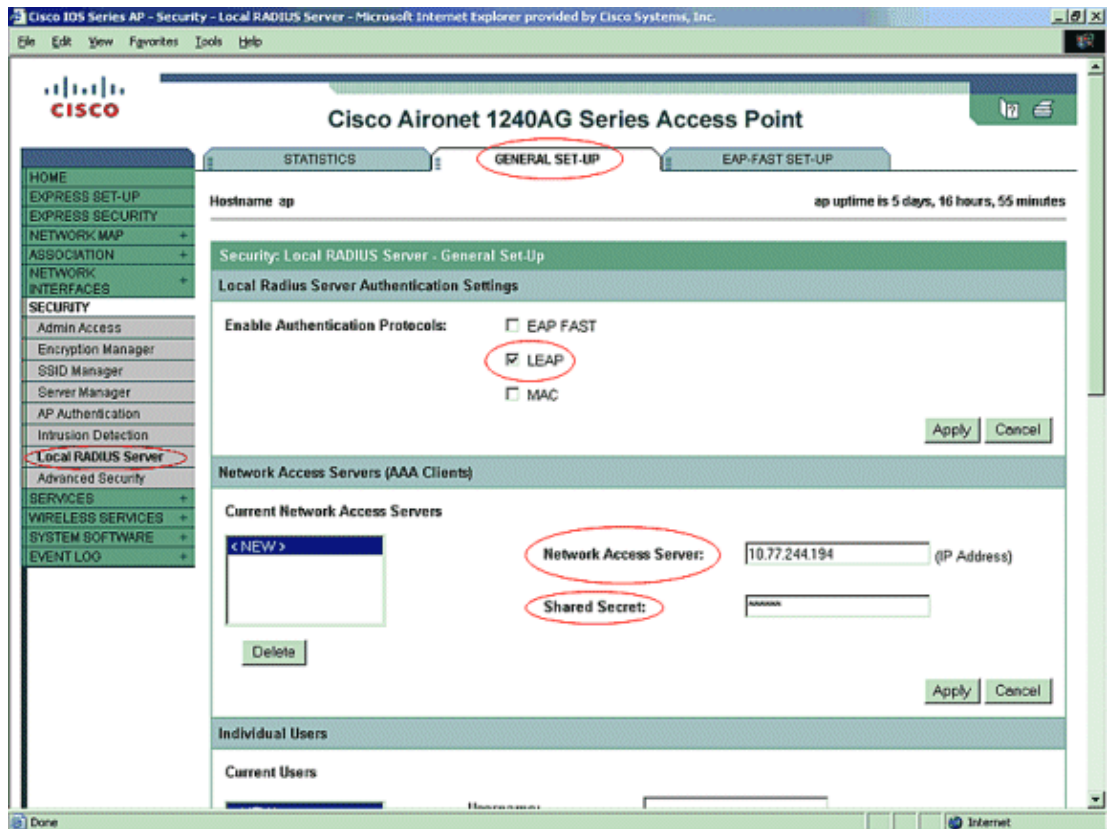 Cisco IOS Series AP - Security - Local RADIUS Server - Microsoft Internet Explorer provided by Cisco Systems, Inc.
File Edit View Favorites Tools Help
CISCO
Cisco Aironet 1240AG Series Access Point
STATISTICS GENERAL SET-UP EAP-FAST SET-UP
HOME
EXPRESS SET-UP
EXPRESS SECURITY
NETWORK MAP +
ASSOCIATION +
NETWORK
INTERFACES +
SECURITY
Admin Access
Encryption Manager
SSID Manager
Server Manager
AP Authentication
Intrusion Detection
Local RADIUS Server
Advanced Security
SERVICES +
WIRELESS SERVICES +
SYSTEM SOFTWARE +
EVENT LOG +
Hostname ap ap uptime is 5 days, 16 hours, 55 minutes
Security: Local RADIUS Server - General Set-Up
Local Radius Server Authentication Settings
Enable Authentication Protocols: EAP FAST
LEAP
MAC
Apply Cancel
Network Access Servers (AAA Clients)
Current Network Access Servers
< NEW >
Network Access Server: 10.77.244.194 (IP Address)
Shared Secret:
Delete
Apply Cancel
Individual Users
Current Users
Done Internet